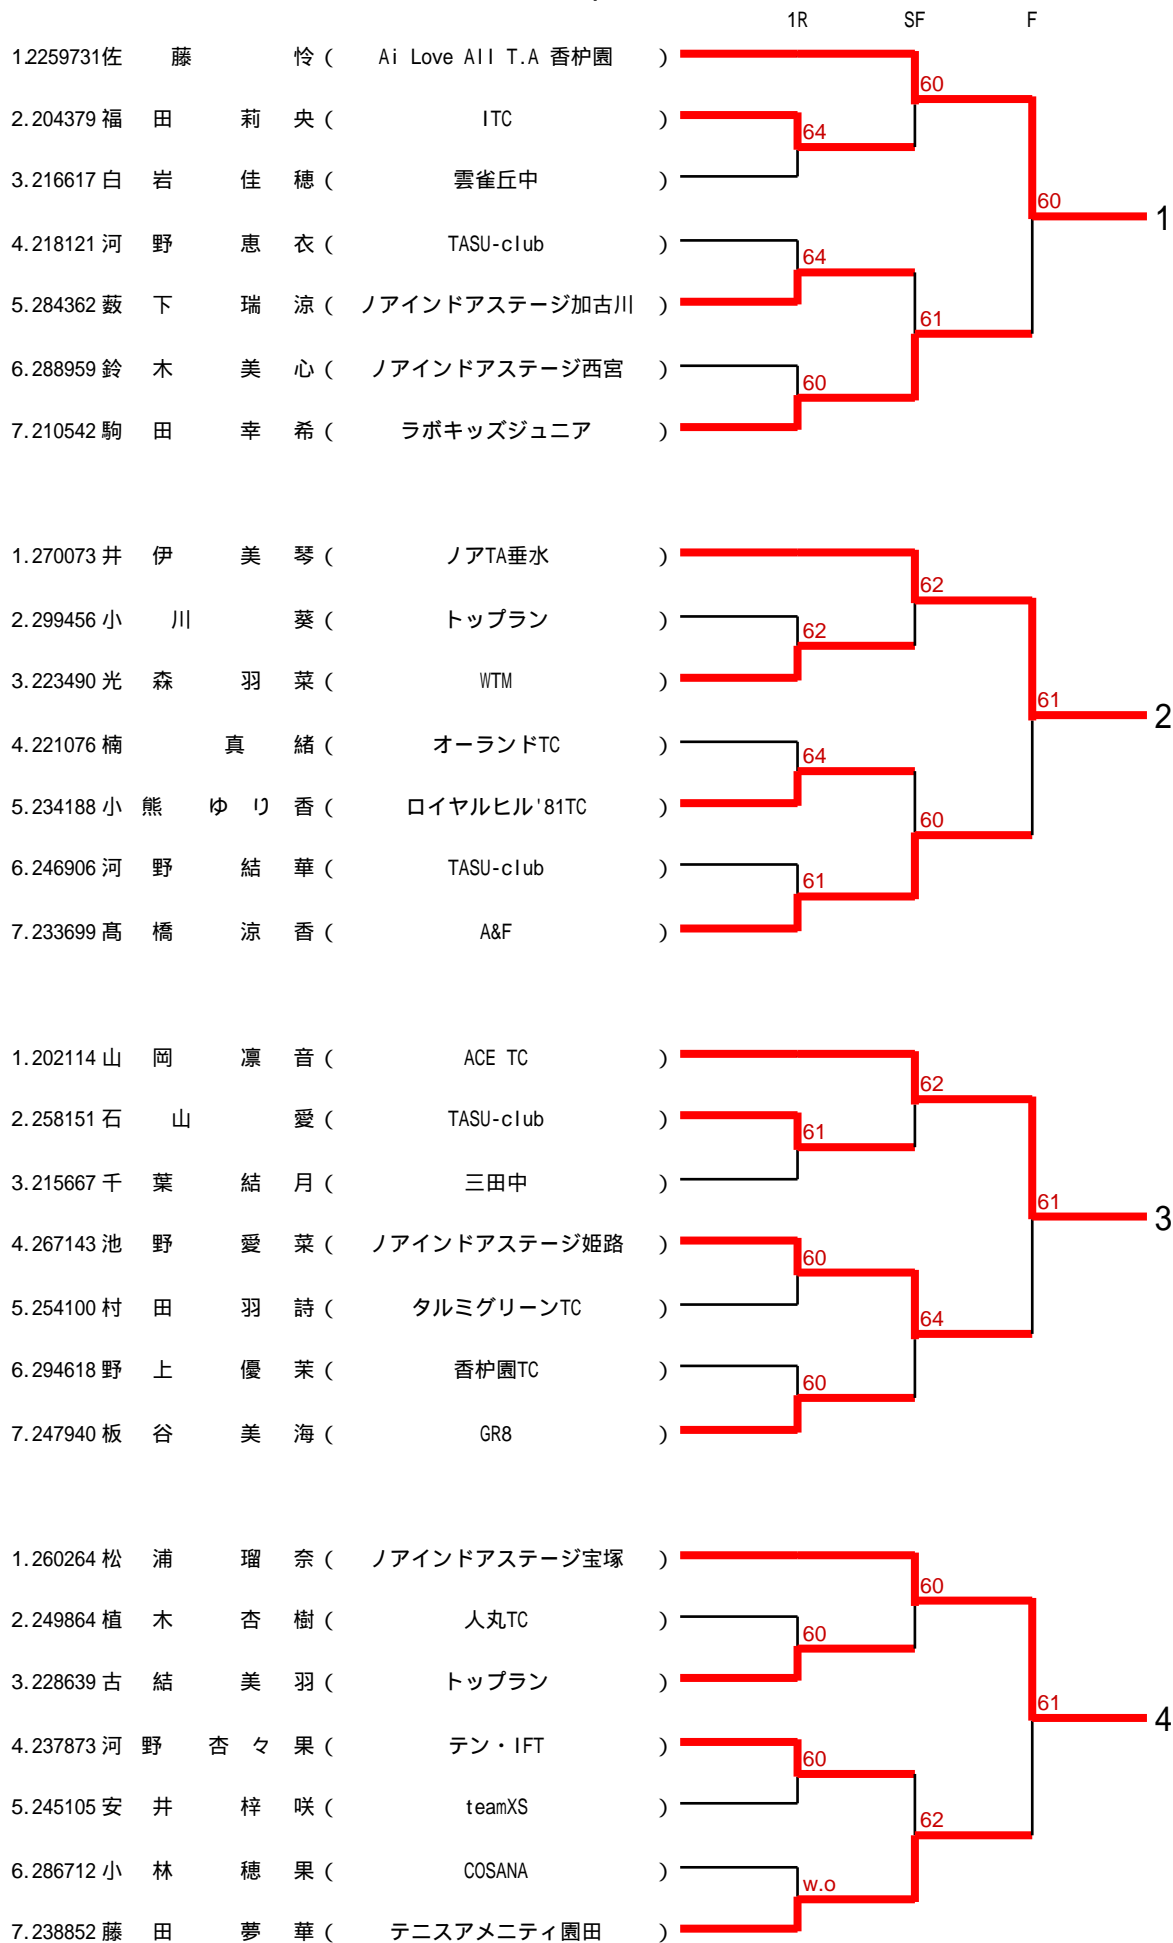 1R SF F
12259731佐 藤 怜 ( Ai Love All T.A 香枦園 )
60
2.204379 福 田 莉 央 ( ITC )
64
3.216617 白 岩 佳 穂 ( 雲雀丘中 )
60
1
4.218121 河 野 恵 衣 ( TASU-club )
64
5.284362 薮 下 瑞 涼 ( ノアインドアステージ加古川 )
61
6.288959 鈴 木 美 心 ( ノアインドアステージ西宮 )
60
7.210542 駒 田 幸 希 ( ラボキッズジュニア )
1.270073 井 伊 美 琴 ( ノアTA垂水 )
62
2.299456 小 川 葵 ( トップラン )
62
3.223490 光 森 羽 菜 ( WTM )
61
2
4.221076 楠 真 緒 ( オーランドTC )
64
5.234188 小 熊 ゆ り 香 ( ロイヤルヒル'81TC )
60
6.246906 河 野 結 華 ( TASU-club )
61
7.233699 髙 橋 涼 香 ( A&F )
1.202114 山 岡 凛 音 ( ACE TC )
62
2.258151 石 山 愛 ( TASU-club )
61
3.215667 千 葉 結 月 ( 三田中 )
61
3
4.267143 池 野 愛 菜 ( ノアインドアステージ姫路 )
60
5.254100 村 田 羽 詩 ( タルミグリーンTC )
64
6.294618 野 上 優 茉 ( 香枦園TC )
60
7.247940 板 谷 美 海 ( GR8 )
1.260264 松 浦 瑠 奈 ( ノアインドアステージ宝塚 )
60
2.249864 植 木 杏 樹 ( 人丸TC )
60
3.228639 古 結 美 羽 ( トップラン )
61
4
4.237873 河 野 杏 々 果 ( テン・IFT )
60
5.245105 安 井 梓 咲 ( teamXS )
62
6.286712 小 林 穂 果 ( COSANA )
w.o
7.238852 藤 田 夢 華 ( テニスアメニティ園田 )